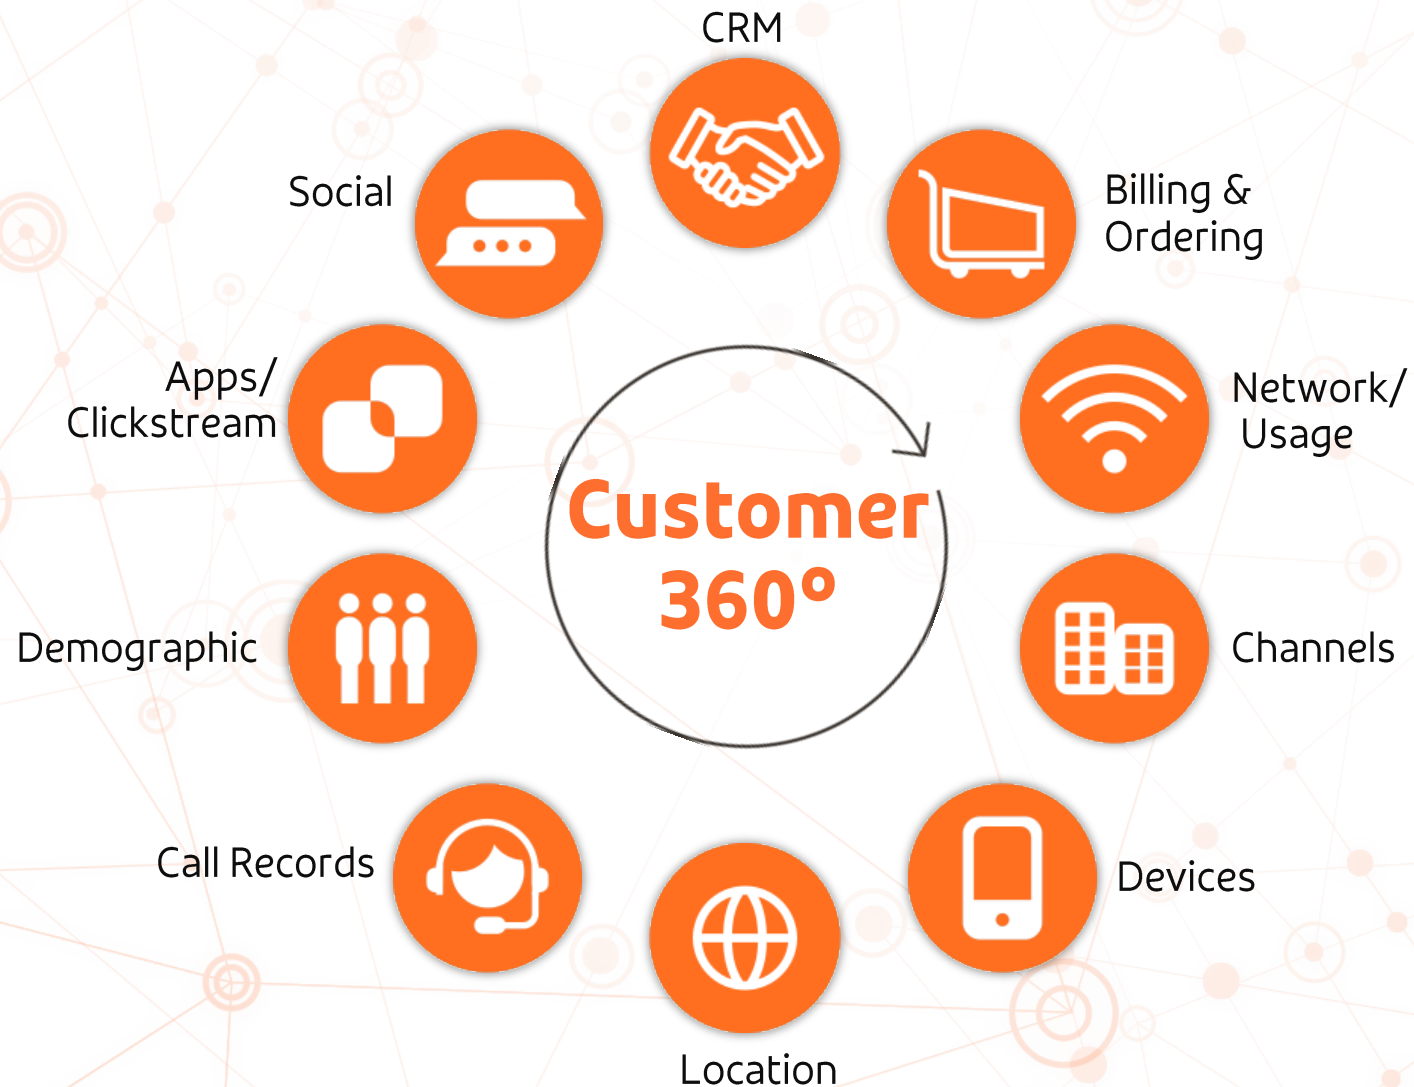 CRM
Social
Billing &
Ordering
Apps/
Clickstream
Network/
Usage
Customer
360°
Demographic
Channels
Call Records
Devices
Location